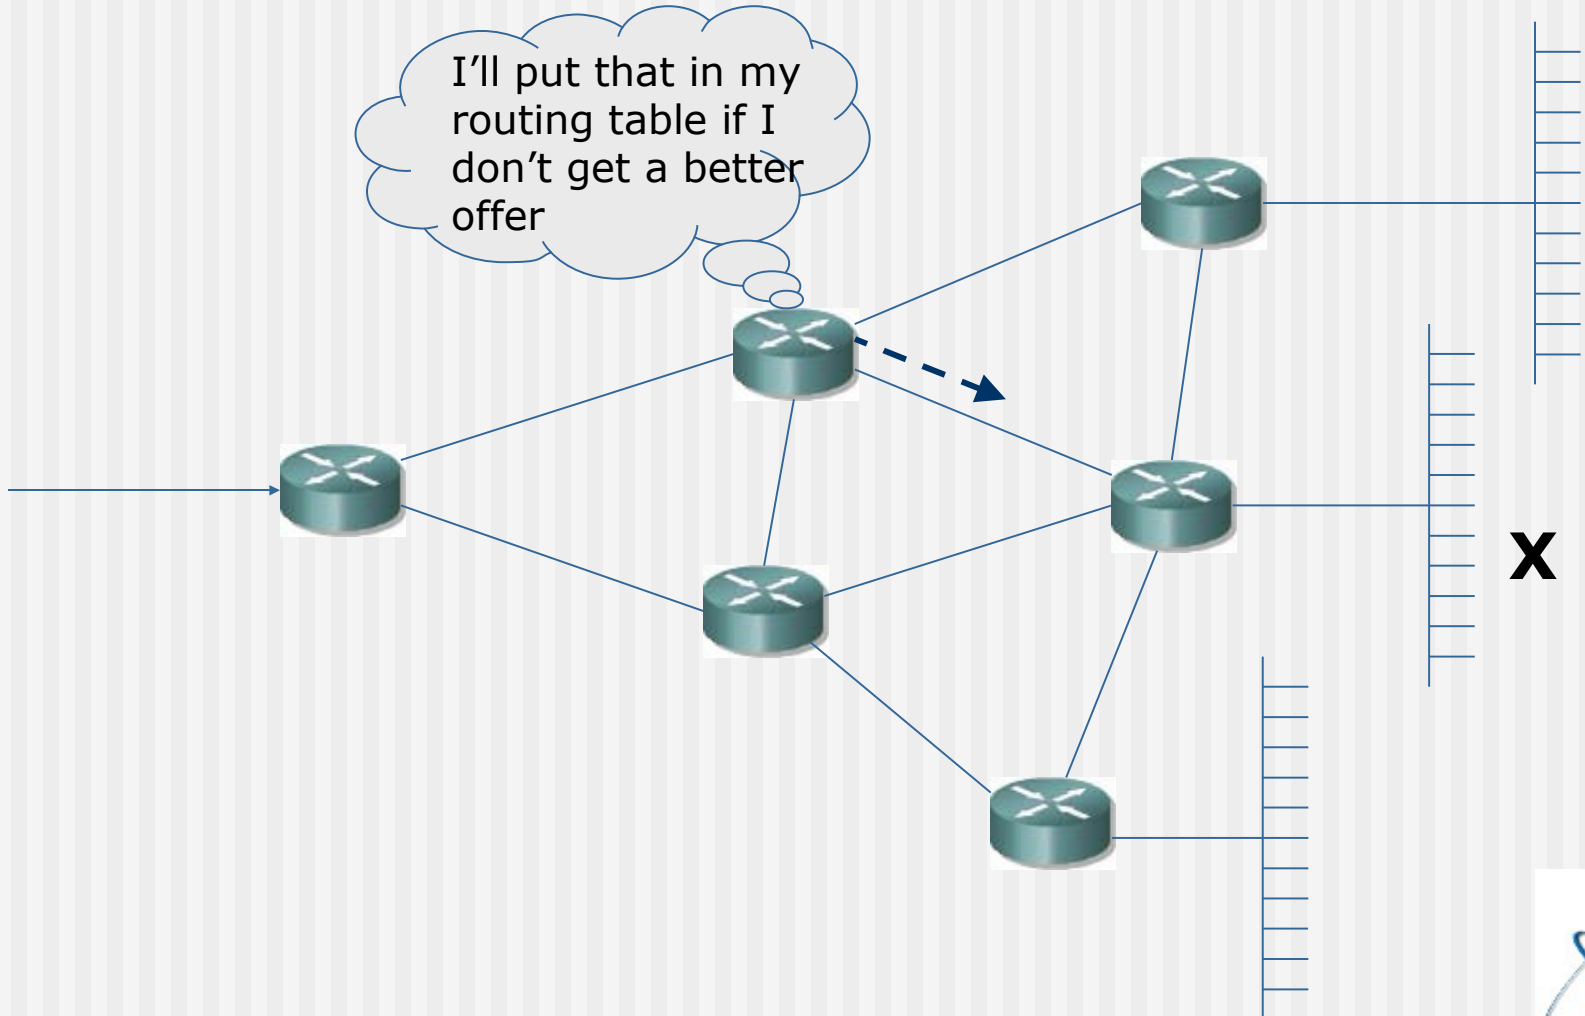 I’ll put that in my
routing table if I
don’t get a better
offer
X